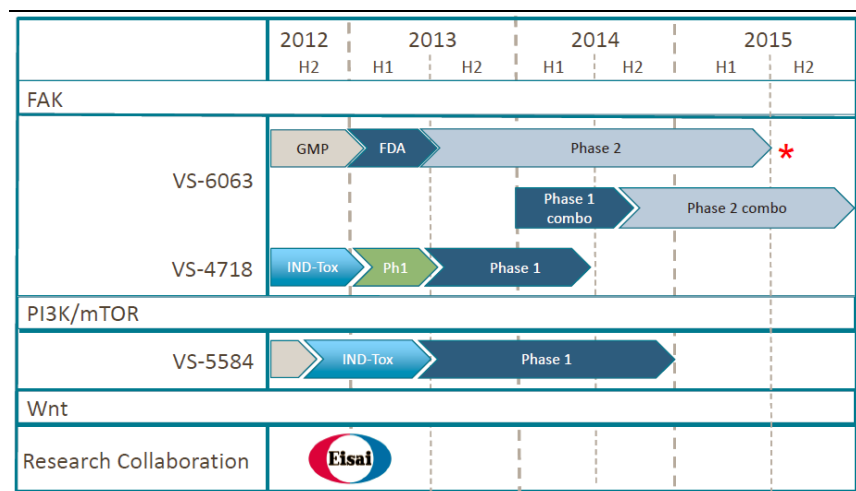 2012 2013 2014 2015
H2 H1 H2 H1 H2 H1 H2
FAK
GMP FDA Phase 2 *
VS-6063
Phase 1 combo Phase 2 combo
VS-4718 IND-Tox Ph1 Phase 1
PI3K/mTOR
VS-5584 IND-Tox Phase 1
Wnt
Research Collaboration Eisai